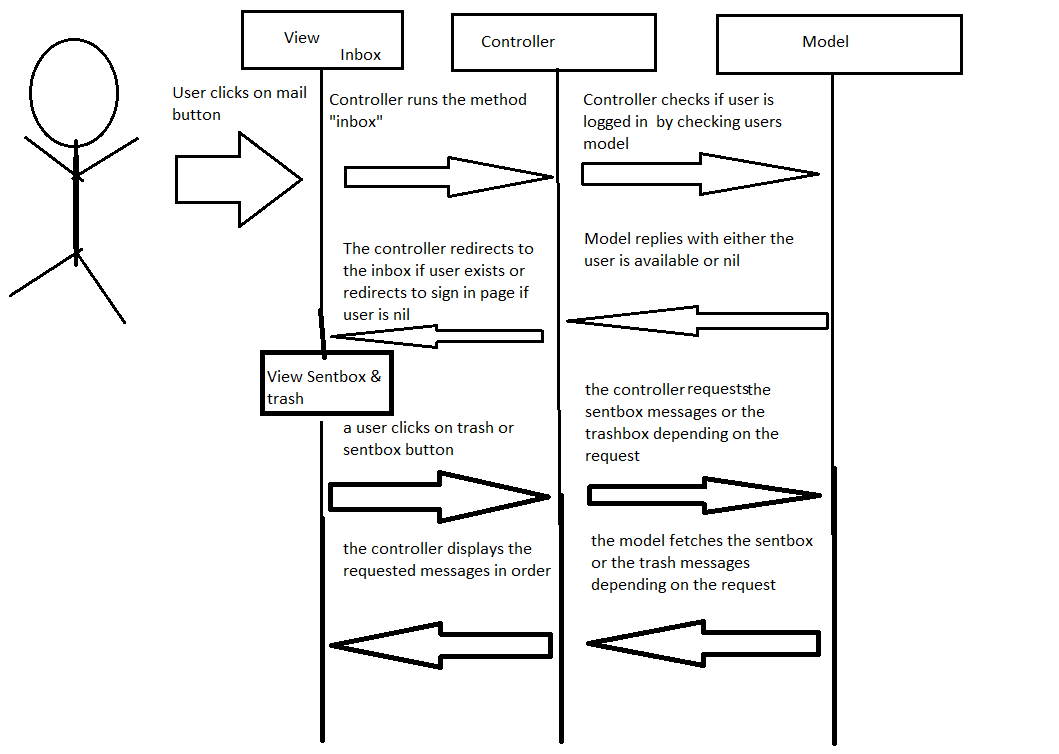 View
Inbox
Controller
Model
User clicks on mail
button
Controller runs the method
"inbox"
Controller checks if user is
logged in by checking users
model
The controller redirects to
the inbox if user exists or
redirects to sign in page if
user is nil
Model replies with either the
user is available or nil
View Sentbox &
trash
a user clicks on trash or
sentbox button
the controller requests the
sentbox messages or the
trashbox depending on the
request
the controller displays the
requested messages in order
the model fetches the sentbox
or the trash messages
depending on the request